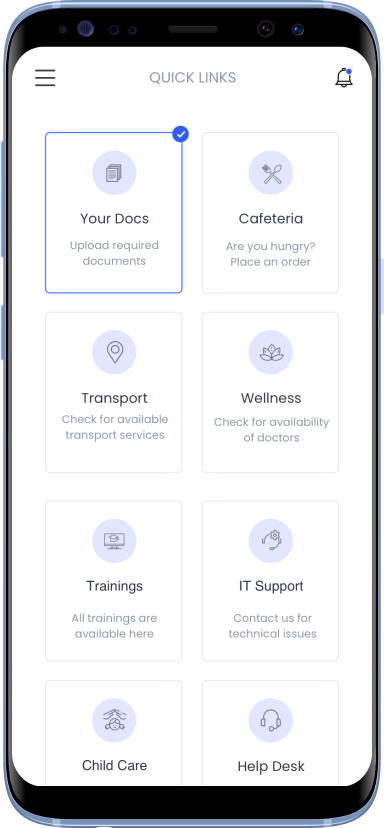 QUICK LINKS
Your Docs
Upload required
documents
Cafeteria
Are you hungry?
Place an order
Transport
Check for available
transport services
Wellness
Check for availability
of doctors
Trainings
All trainings are
available here
IT Support
Contact us for
technical issues
Child Care
Help Desk